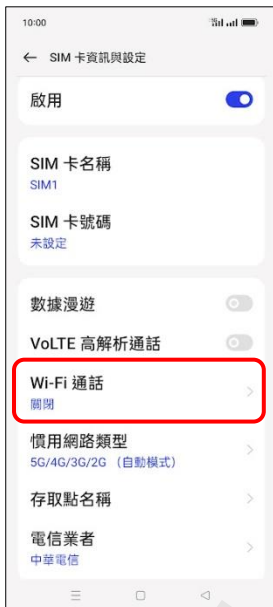 10:00
SIM 卡資訊與設定
啟用
SIM 卡名稱
SIM1
SIM 卡號碼
未設定
數據漫遊
VoLTE 高解析通話
Wi-Fi 通話
關閉
慣用網路類型
5G/4G/3G/2G （自動模式）
存取點名稱
電信業者
中華電信